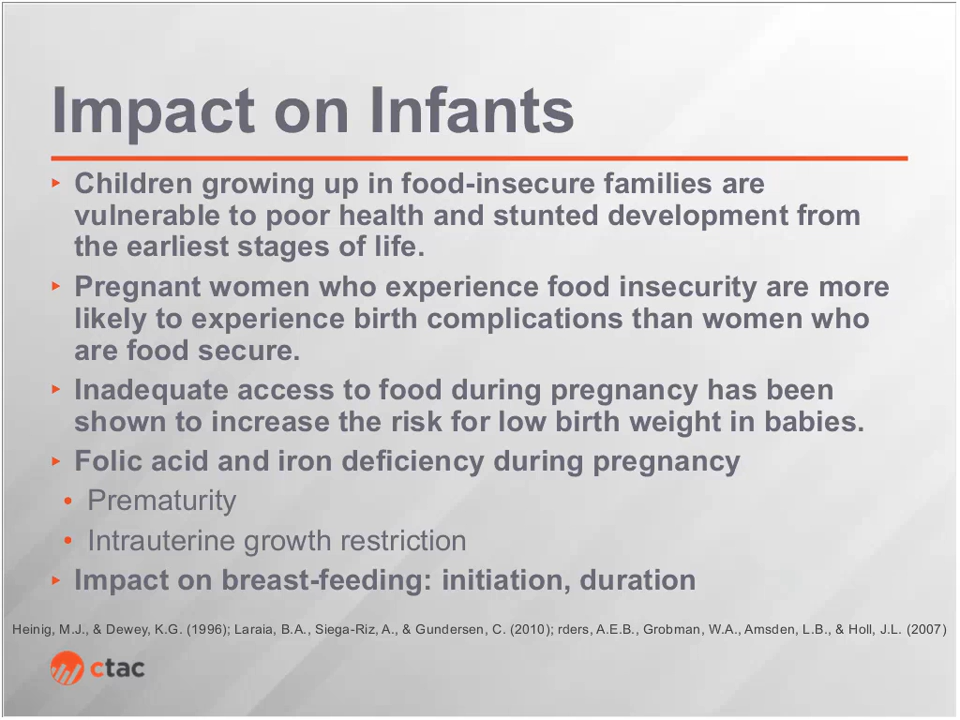 Impact on Infants
‣ Children growing up in food-insecure families are
vulnerable to poor health and stunted development from
the earliest stages of life.
‣ Pregnant women who experience food insecurity are more
likely to experience birth complications than women who
are food secure.
‣ Inadequate access to food during pregnancy has been
shown to increase the risk for low birth weight in babies.
‣ Folic acid and iron deficiency during pregnancy
• Prematurity
• Intrauterine growth restriction
‣ Impact on breast-feeding: initiation, duration
Heinig, M.J., & Dewey, K.G. (1996); Laraia, B.A., Siega-Riz, A., & Gundersen, C. (2010); rders, A.E.B., Grobman, W.A., Amsden, L.B., & Holl, J.L. (2007)
ctac